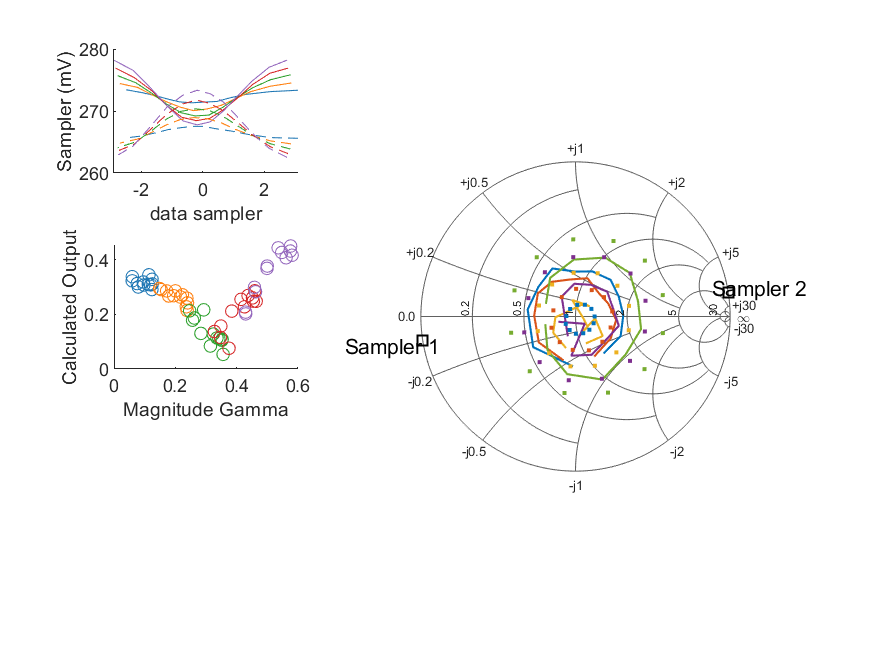 280
270
260
Sampler (mV)
-2
0
2
data sampler
0.4
0.2
0
Calculated Output
0
0.2
0.4
0.6
Magnitude Gamma
+j1
+j0.5
+j2
+j0.2
+j5
Sampler 2
+j30
0.0
0.2
0.5
1
2
5
30
∞
-j30
Sampler 1
-j0.2
-j5
-j0.5
-j2
-j1